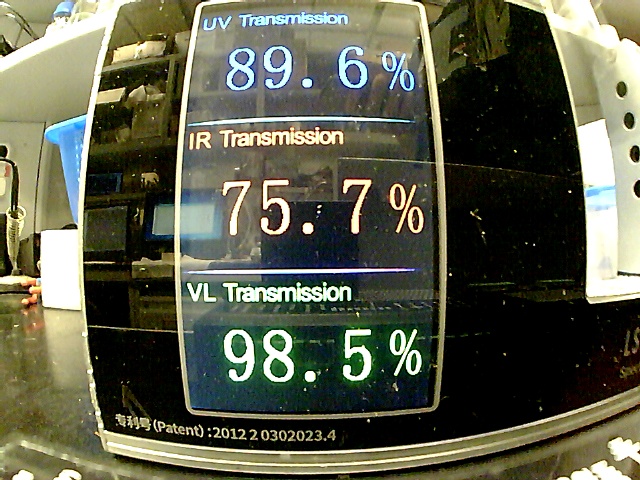 UV Transmission
89.6%
IR Transmission
75.7%
VL Transmission
98.5%
专利号(Patent):2012 2 0302023.4
LS